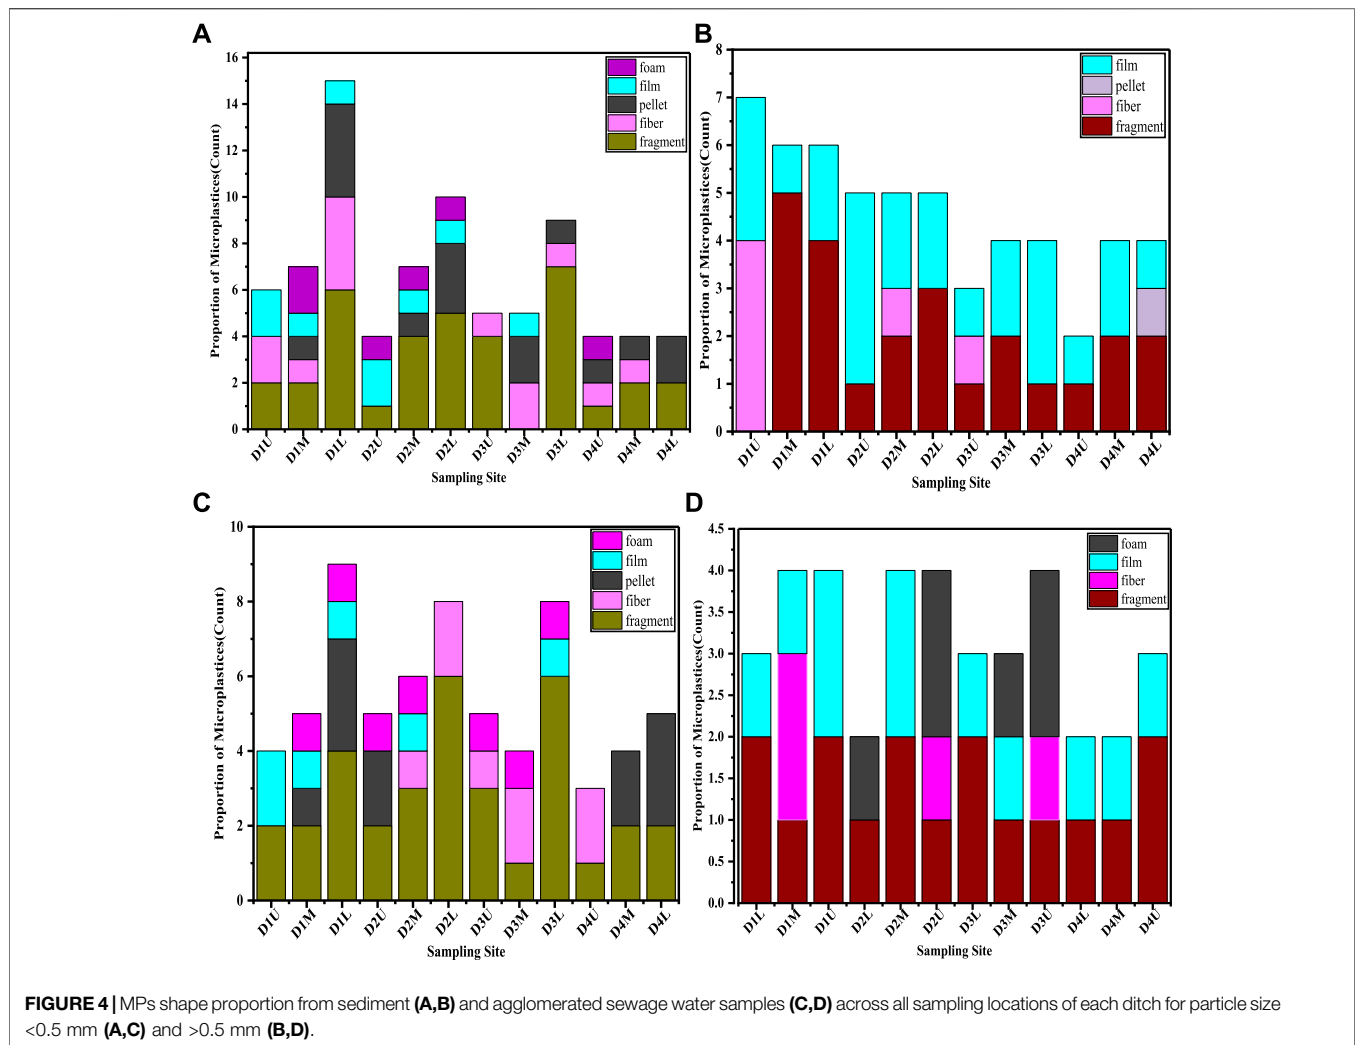 A
Proportion of Microplastices(Count)
16
14
12
10
8
6
4
2
0
foam
film
pellet
fiber
fragment
D1U D1M D1L D2U D2M D2L D3U D3M D3L D4U D4M D4L
Sampling Site
B
Proportion of Microplastices(Count)
8
7
6
5
4
3
2
1
0
film
pellet
fiber
fragment
D1U D1M D1L D2U D2M D2L D3U D3M D3L D4U D4M D4L
Sampling Site
C
Proportion of Microplastices(Count)
10
8
6
4
2
0
foam
film
pellet
fiber
fragment
D1U D1M D1L D2U D2M D2L D3U D3M D3L D4U D4M D4L
Sampling Site
D
Proportion of Microplastices(Count)
4.5
4.0
3.5
3.0
2.5
2.0
1.5
1.0
0.5
0.0
foam
film
fiber
fragment
D1L D1M D1U D2L D2M D2U D3L D3M D3U D4L D4M D4U
Sampling Site
FIGURE 4 | MPs shape proportion from sediment (A,B) and agglomerated sewage water samples (C,D) across all sampling locations of each ditch for particle size
<0.5 mm (A,C) and >0.5 mm (B,D).